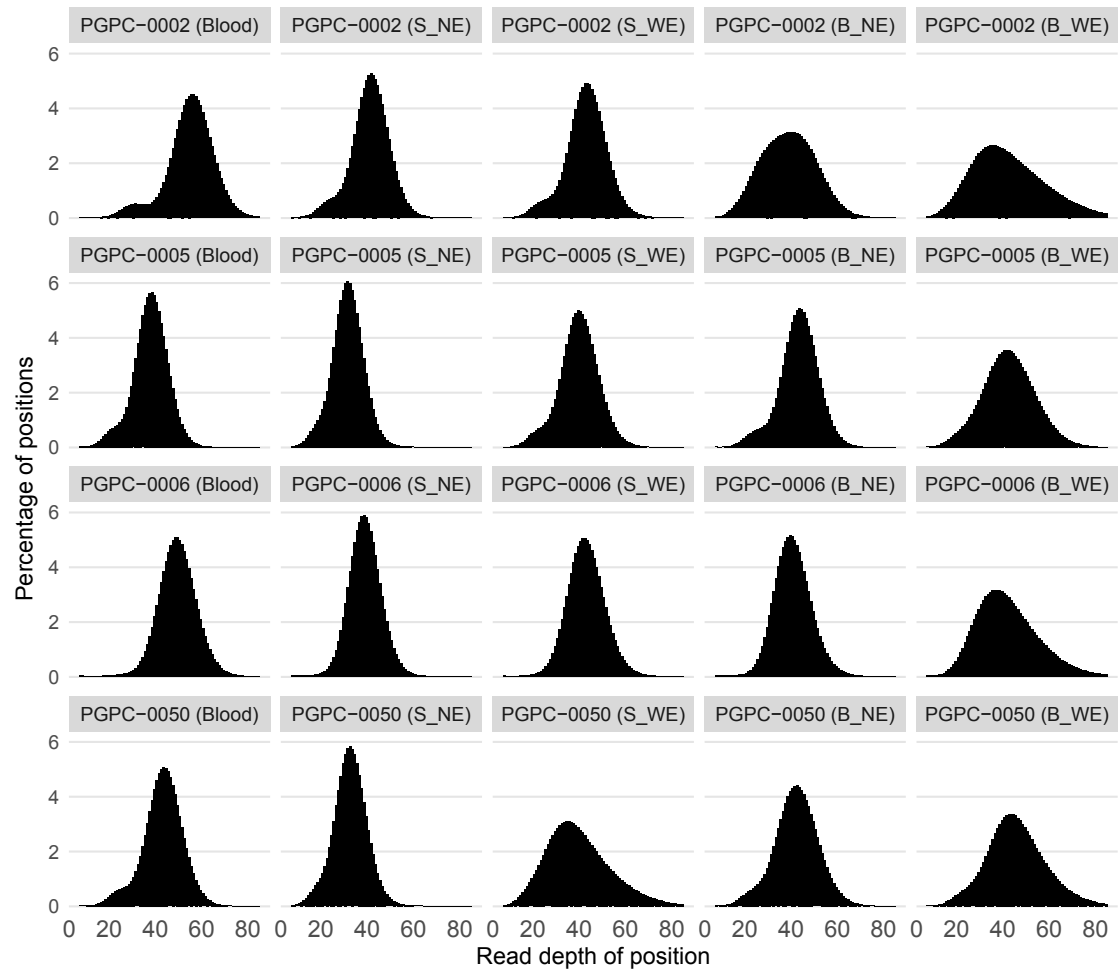 PGPC−0002 (Blood) PGPC−0002 (S_NE) PGPC−0002 (S_WE) PGPC−0002 (B_NE) PGPC−0002 (B_WE)
6
4
2
0
PGPC−0005 (Blood) PGPC−0005 (S_NE) PGPC−0005 (S_WE) PGPC−0005 (B_NE) PGPC−0005 (B_WE)
6
4
2
0
PGPC−0006 (Blood) PGPC−0006 (S_NE) PGPC−0006 (S_WE) PGPC−0006 (B_NE) PGPC−0006 (B_WE)
6
4
2
0
PGPC−0050 (Blood) PGPC−0050 (S_NE) PGPC−0050 (S_WE) PGPC−0050 (B_NE) PGPC−0050 (B_WE)
6
4
2
0
0 20 40 60 80 0 20 40 60 80 0 20 40 60 80 0 20 40 60 80 0 20 40 60 80
Read depth of position
Percentage of positions